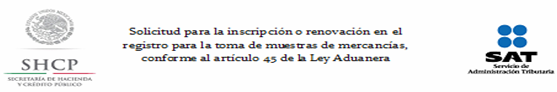 Solicitud para la inscripción o renovación en el
registro para la toma de muestras de mercancías,
conforme al artículo 45 de la Ley Aduanera
SHCP
SECRETARÍA DE HACIENDA
Y CRÉDITO PÚBLICO
SAT
Servicio de
Administración Tributaria